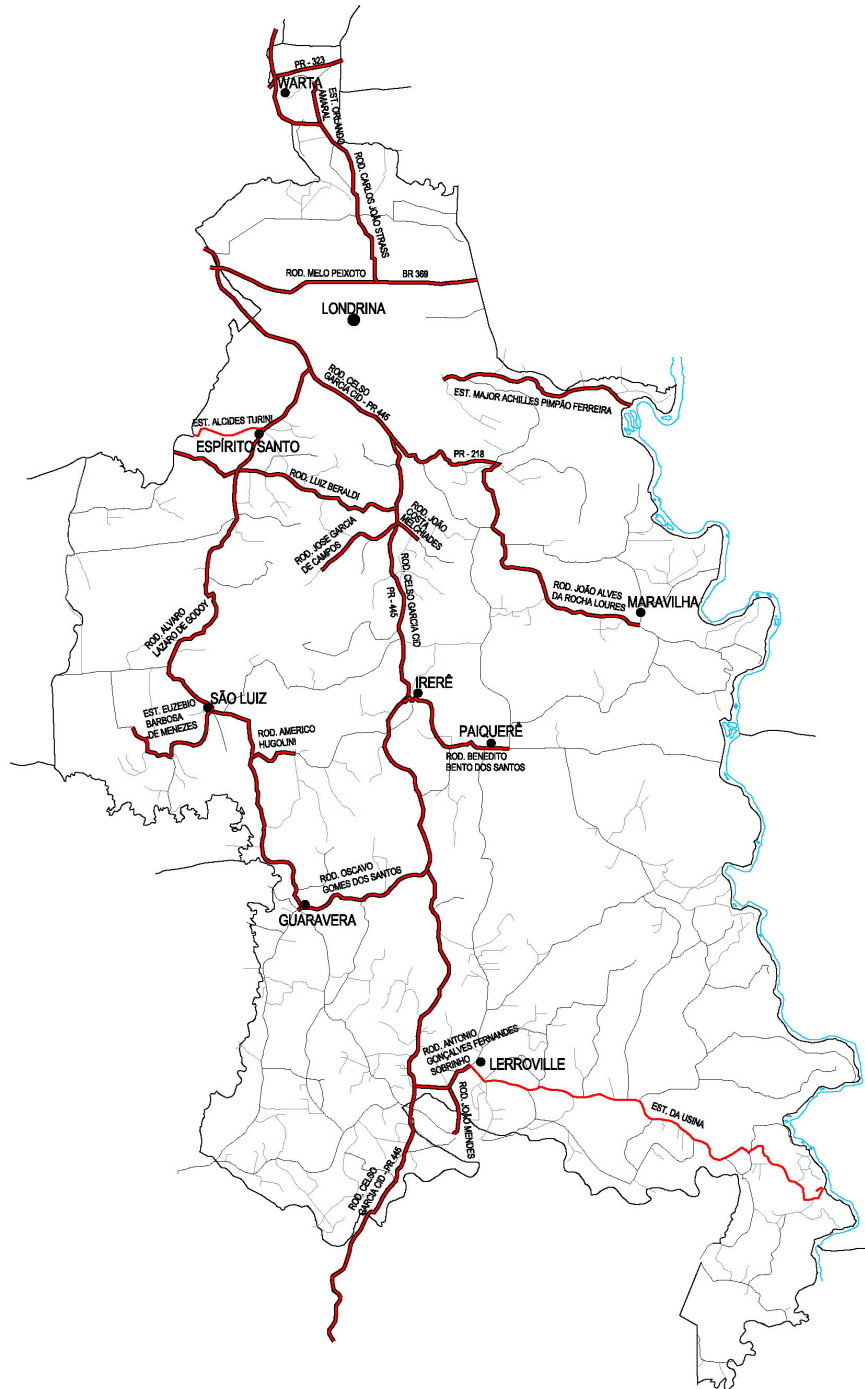 PR - 323
WARTA
EST. ORLANDO
AMARAL
ROD. CARLOS JOÃO STRASS
ROD. MELO PEIXOTO
BR 369
LONDRINA
ROD. CELSO
GARCIA CID - PR 445
EST. MAJOR ACHILLES PIMPÃO FERREIRA
EST. ALCIDES TURINI
ESPÍRITO SANTO
PR - 218
ROD. LUIZ BERALDI
ROD. JOÃO
COSTA
MELCHADES
ROD. JOSE GARCIA
DE CAMPOS
ROD. CELSO GARCIA CID
PR - 445
ROD. JOÃO ALVES
DA ROCHA LOURES
MARAVILHA
ROD. ALVARO
LAZARO DE GODOY
IRERÊ
SÃO LUIZ
EST. EUZEBIO
BARBOSA
DE MENEZES
ROD. AMERICO
HUGOLINI
PAIQUERÊ
ROD. BENEDITO
BENTO DOS SANTOS
ROD. OSCAVO
GOMES DOS SANTOS
GUARAVERA
ROD. ANTONIO
GONÇALVES FERNANDES
SOBRINHO
LERROVILLE
ROD. JOÃO MENDES
EST. DA USINA
ROD. CELSO
GARCIA CID - PR 445